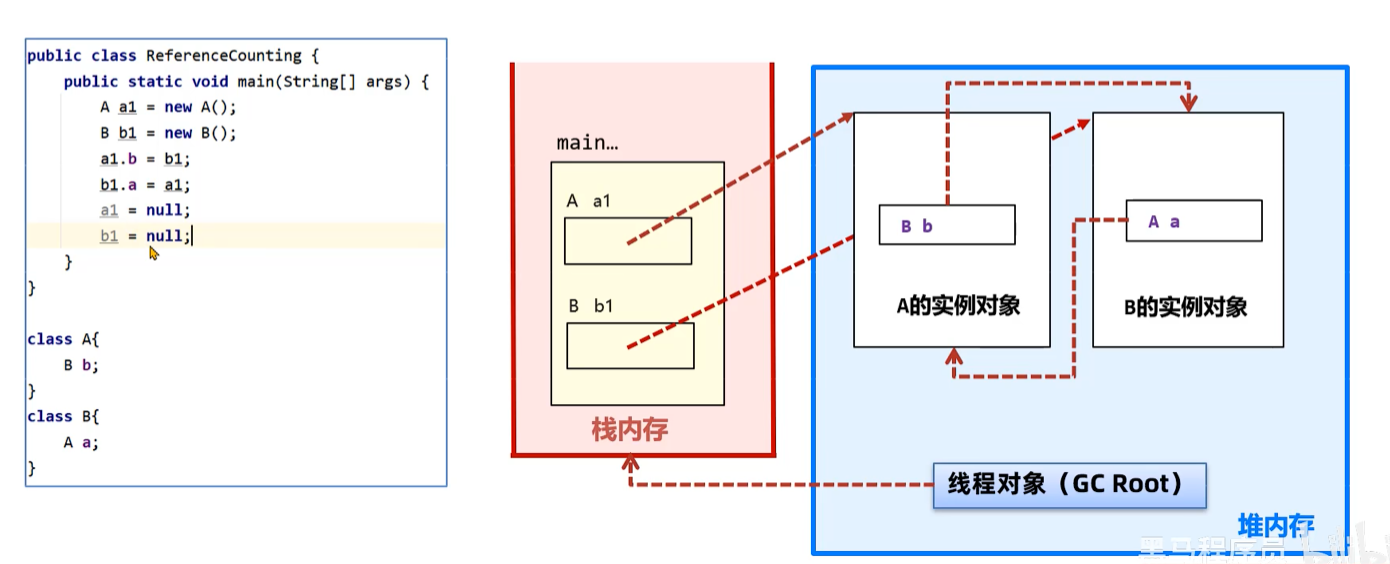 public class ReferenceCounting {
    public static void main(String[] args) {
        A a1 = new A();
        B b1 = new B();
        a1.b = b1;
        b1.a = a1;
        a1 = null;
        b1 = null;
    }
}
class A{
    B b;
}
class B{
    A a;
}
main…
A a1
B b1
栈内存
B b
A的实例对象
A a
B的实例对象
线程对象（GC Root）
堆内存
黑马程序员